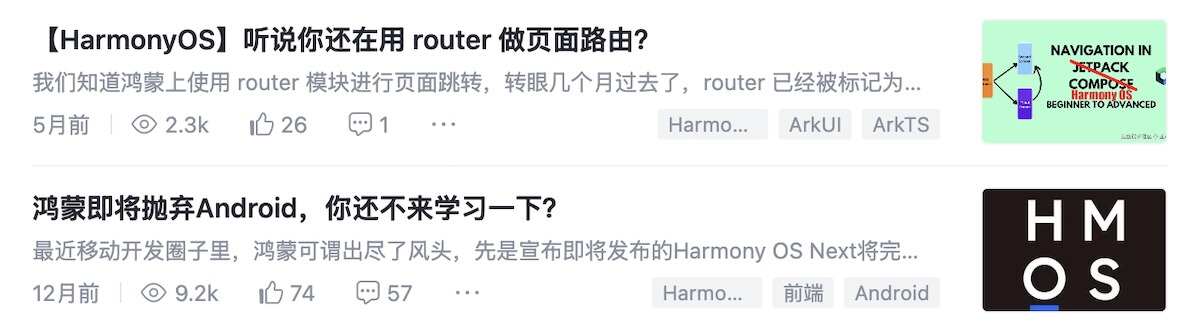 【HarmonyOS】听说你还在用 router 做页面路由？
我们知道鸿蒙上使用 router 模块进行页面跳转，转眼几个月过去了，router 已经被标记为...
5月前 2.3k 26 1 ...
Harmo... ArkUI ArkTS
NAVIGATION IN
JETPACK
COMPOSE
Harmony OS
BEGINNER TO ADVANCED
鸿蒙即将抛弃Android，你还不来学习一下？
最近移动开发圈子里，鸿蒙可谓出尽了风头，先是宣布即将发布的Harmony OS Next将完...
12月前 9.2k 74 57 ...
Harmo... 前端 Android
HM
OS